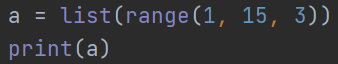 a = list(range(1, 15, 3))
print(a)